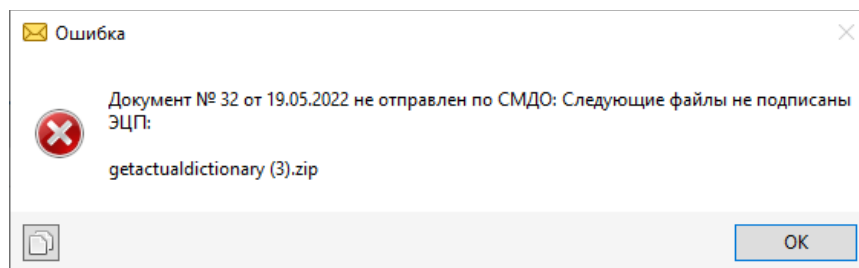 Ошибка
Документ № 32 от 19.05.2022 не отправлен по СМДО: Следующие файлы не подписаны
ЭЦП:
getactualdictionary (3).zip
OK